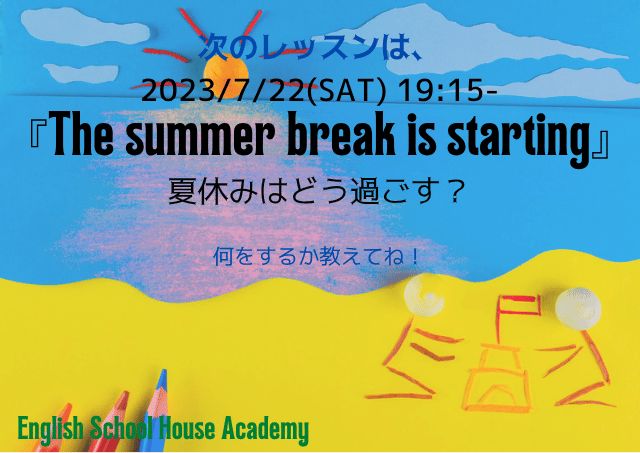 次のレッスンは、
2023/7/22(SAT) 19:15-
『The summer break is starting』
夏休みはどう過ごす？
何をするか教えてね！
English School House Academy